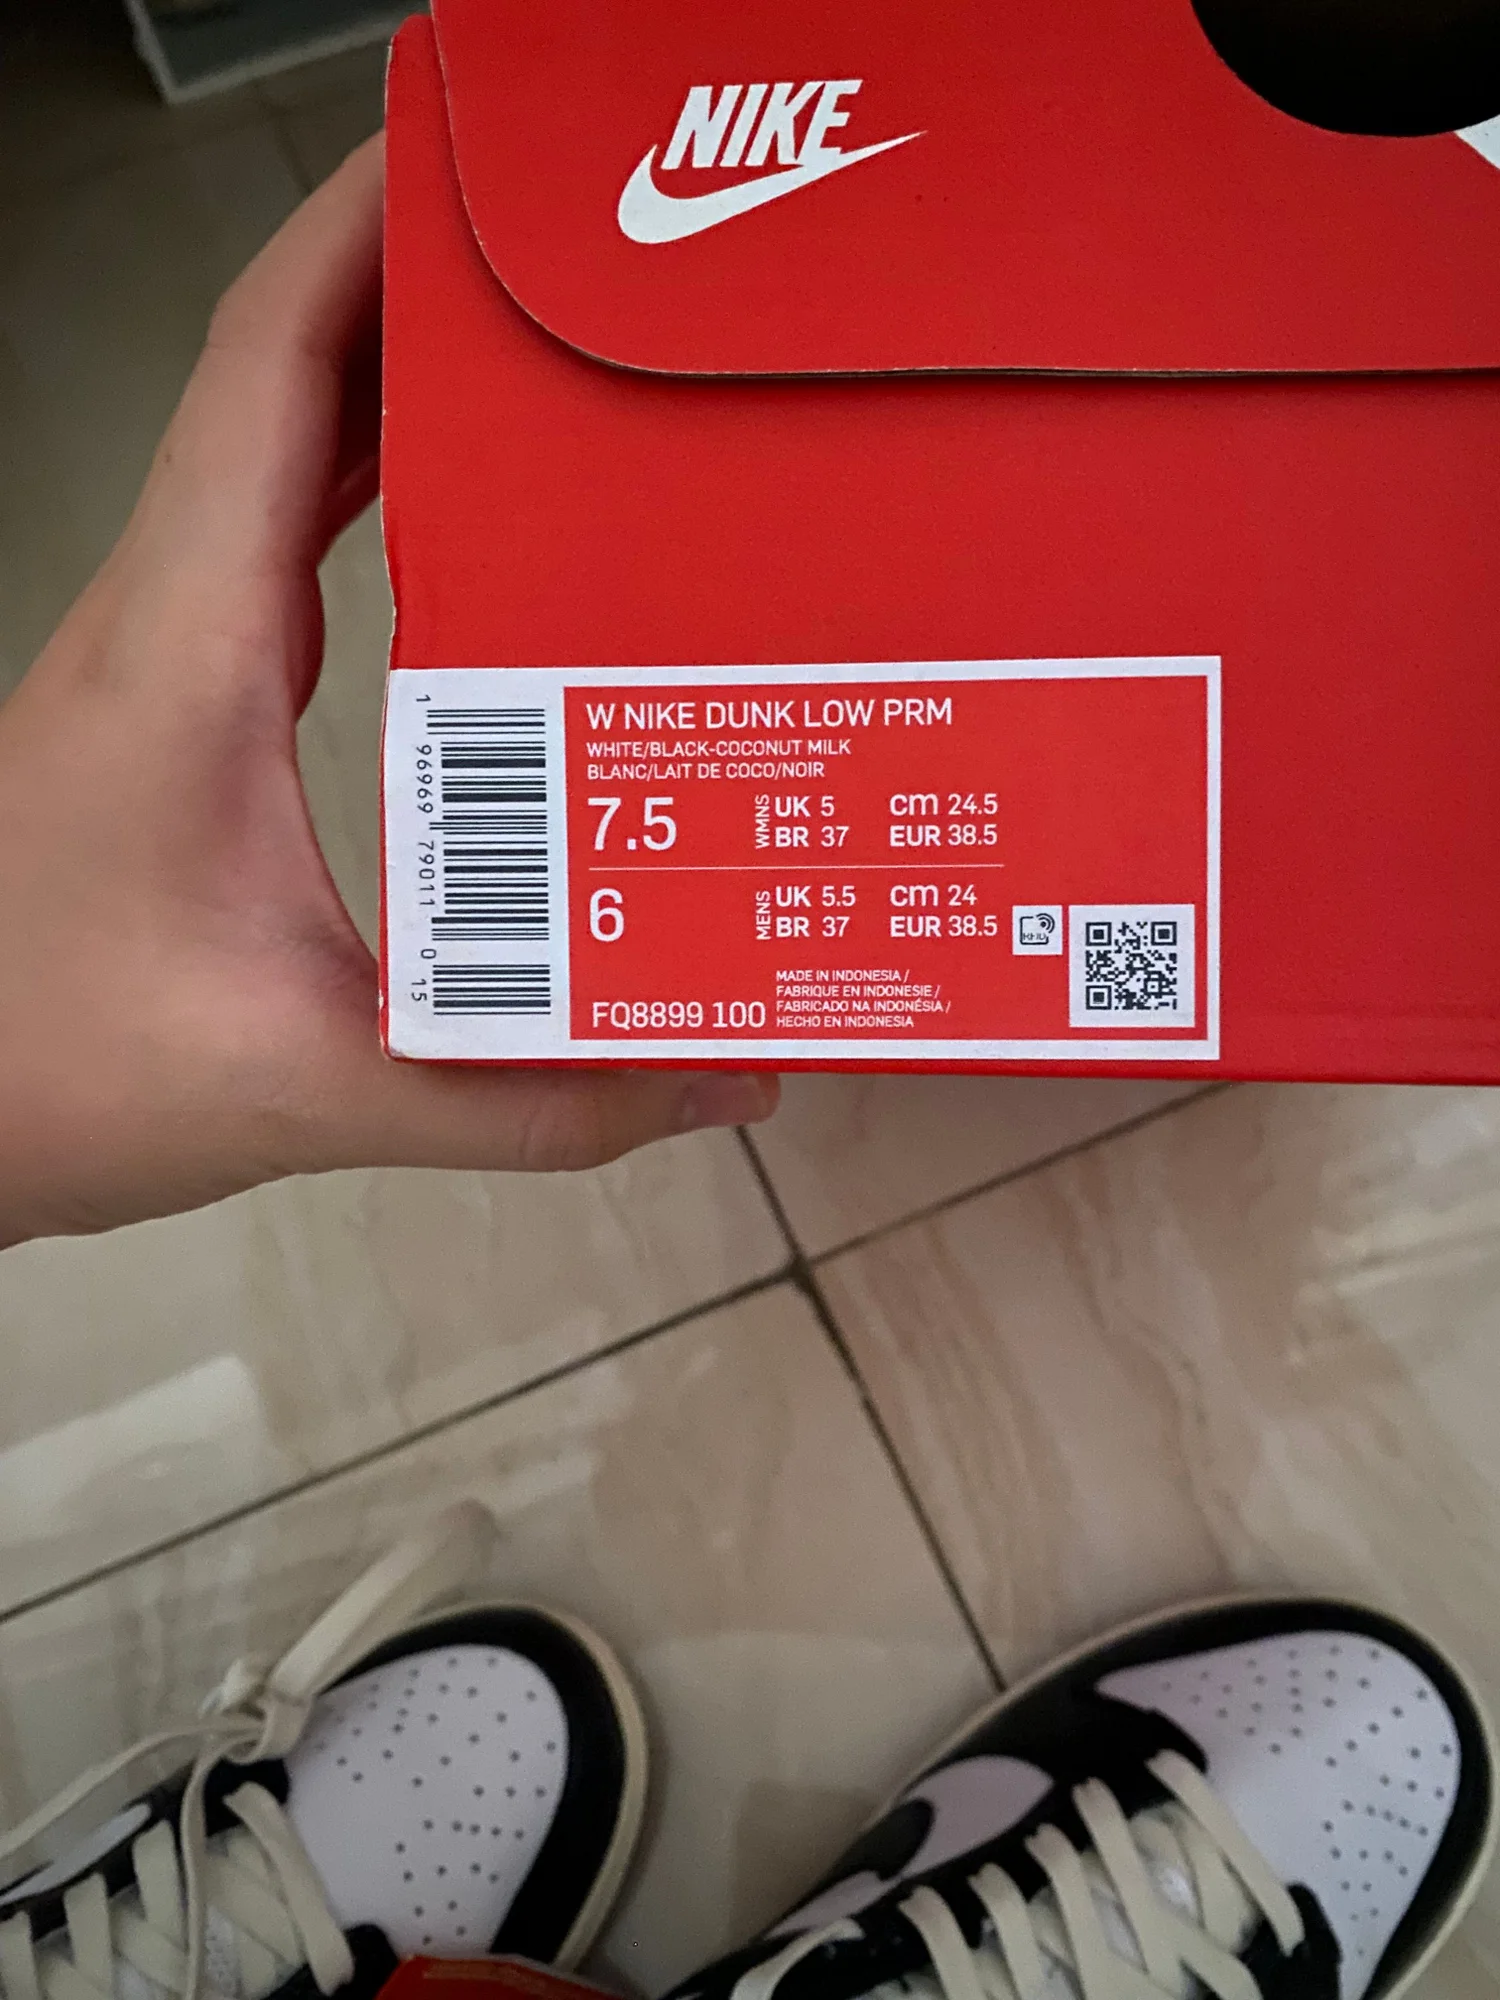 NIKE
W NIKE DUNK LOW PRM
WHITE/BLACK-COCONUT MILK
BLANC/LAIT DE COCO/NOIR
7.5 WMNS UK 5 cm 24.5
BR 37 EUR 38.5
6 MENS UK 5.5 cm 24
BR 37 EUR 38.5
RFID
MADE IN INDONESIA /
FABRIQUE EN INDONESIE /
FABRICADO NA INDONÉSIA /
HECHO EN INDONESIA
FQ8899 100
1 96969 79011 0 15